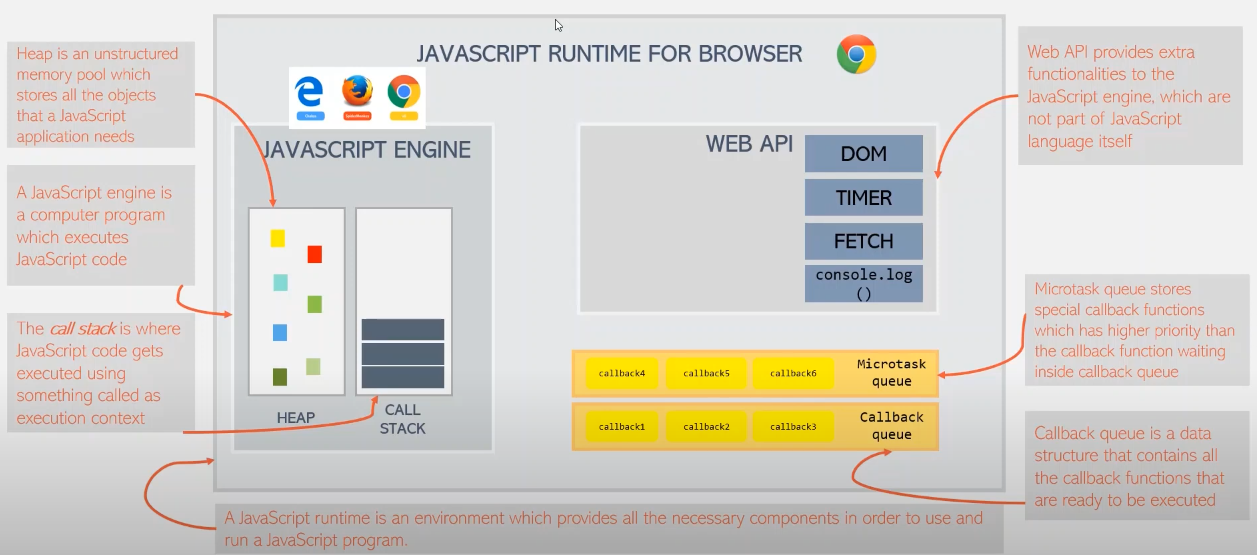 JAVASCRIPT RUNTIME FOR BROWSER
Heap is an unstructured
memory pool which
stores all the objects
that a JavaScript
application needs
A JavaScript engine is
a computer program
which executes
JavaScript code
The call stack is where
JavaScript code gets
executed using
something called as
execution context
JAVASCRIPT ENGINE
HEAP
CALL
STACK
WEB API
DOM
TIMER
FETCH
console.log
()
callback4
callback5
callback6
Microtask
queue
callback1
callback2
callback3
Callback
queue
Web API provides extra
functionalities to the
JavaScript engine, which are
not part of JavaScript
language itself
Microtask queue stores
special callback functions
which has higher priority than
the callback function waiting
inside callback queue
Callback queue is a data
structure that contains all
the callback functions that
are ready to be executed
A JavaScript runtime is an environment which provides all the necessary components in order to use and
run a JavaScript program.